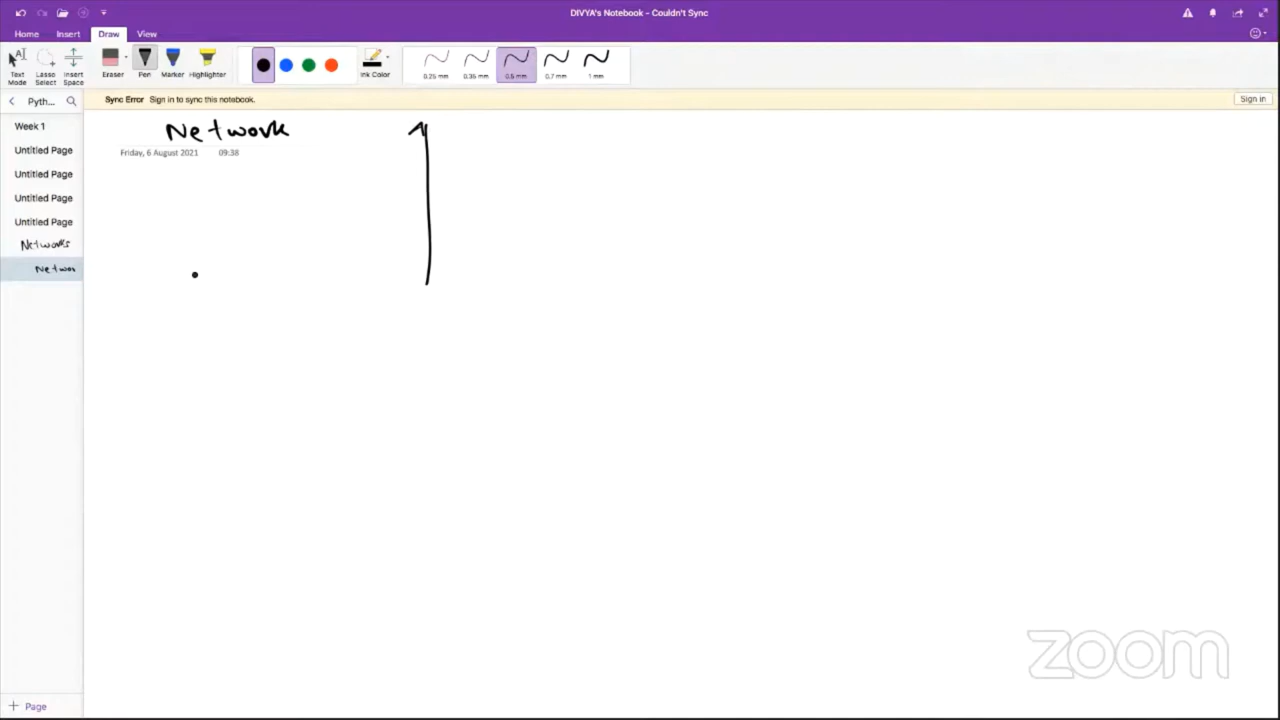 DIVYA's Notebook - Couldn't Sync
Home Insert Draw View
Text Mode
Lasso Select
Insert Space
Eraser
Pen
Marker
Highlighter
Ink Color
0.25 mm
0.35 mm
0.5 mm
0.7 mm
1 mm
Pyth...
Sync Error Sign in to sync this notebook.
Sign in
Week 1
Untitled Page
Untitled Page
Untitled Page
Untitled Page
Networks
Networ
Network
Friday, 6 August 2021 09:38
+ Page
zoom